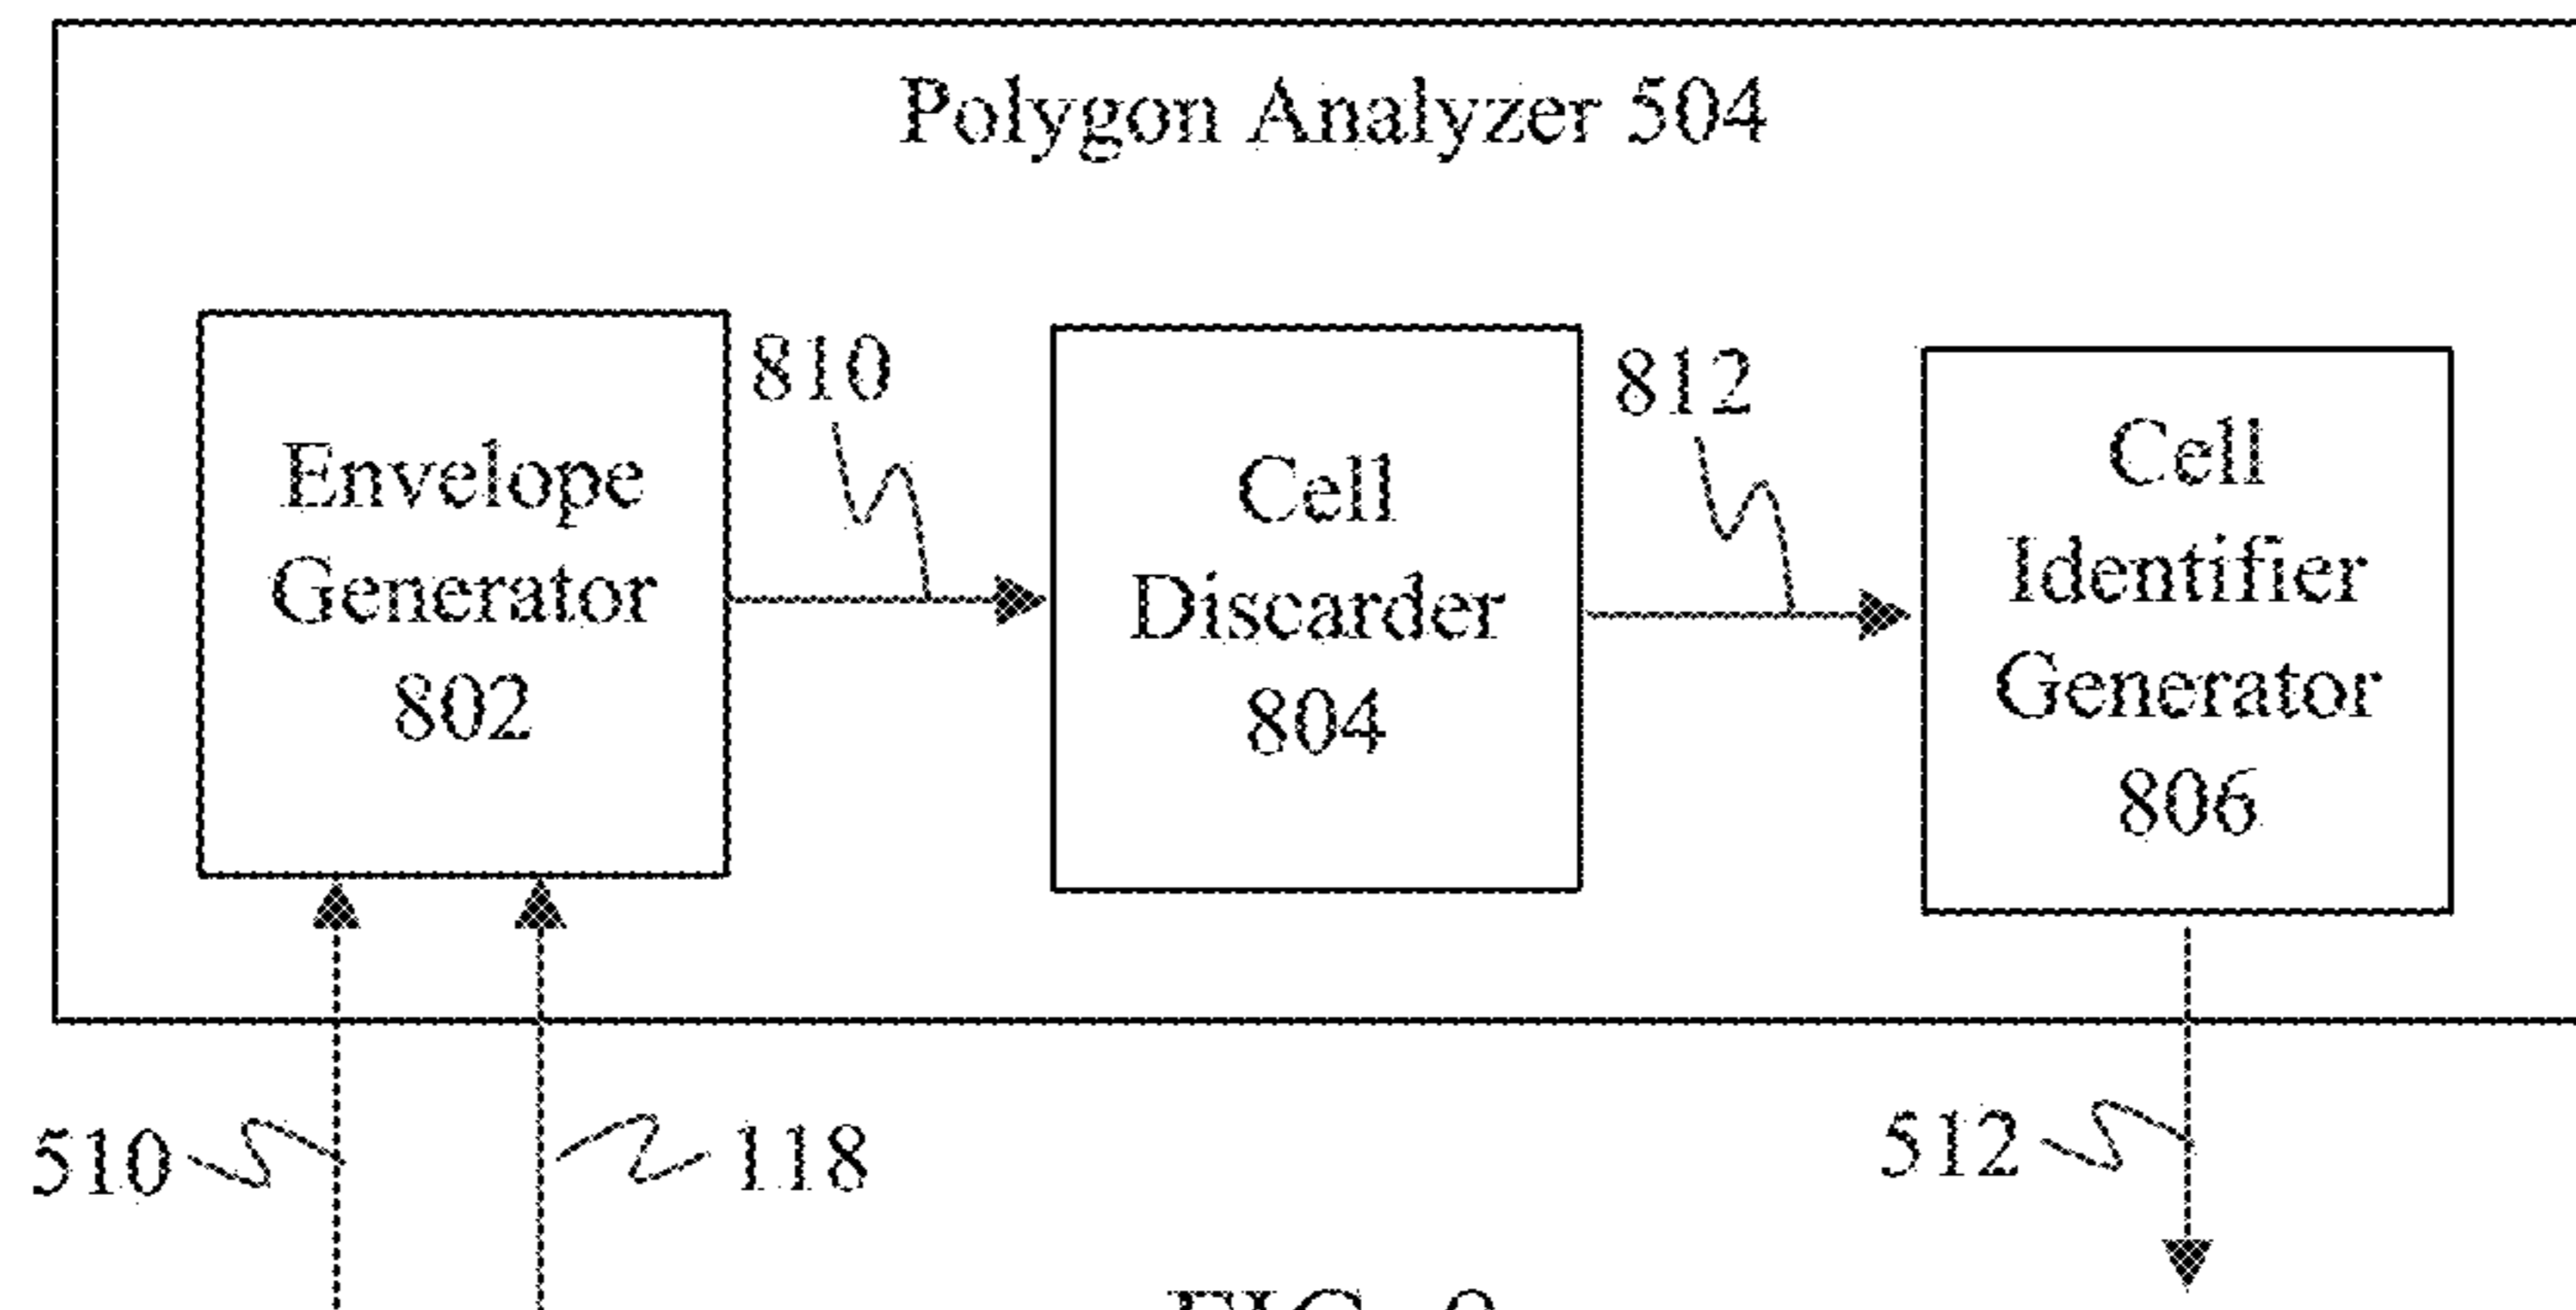 Polygon Analyzer 504
810
812
Envelope
Generator
802
Cell
Discarder
804
Cell
Identifier
Generator
806
510
118
512